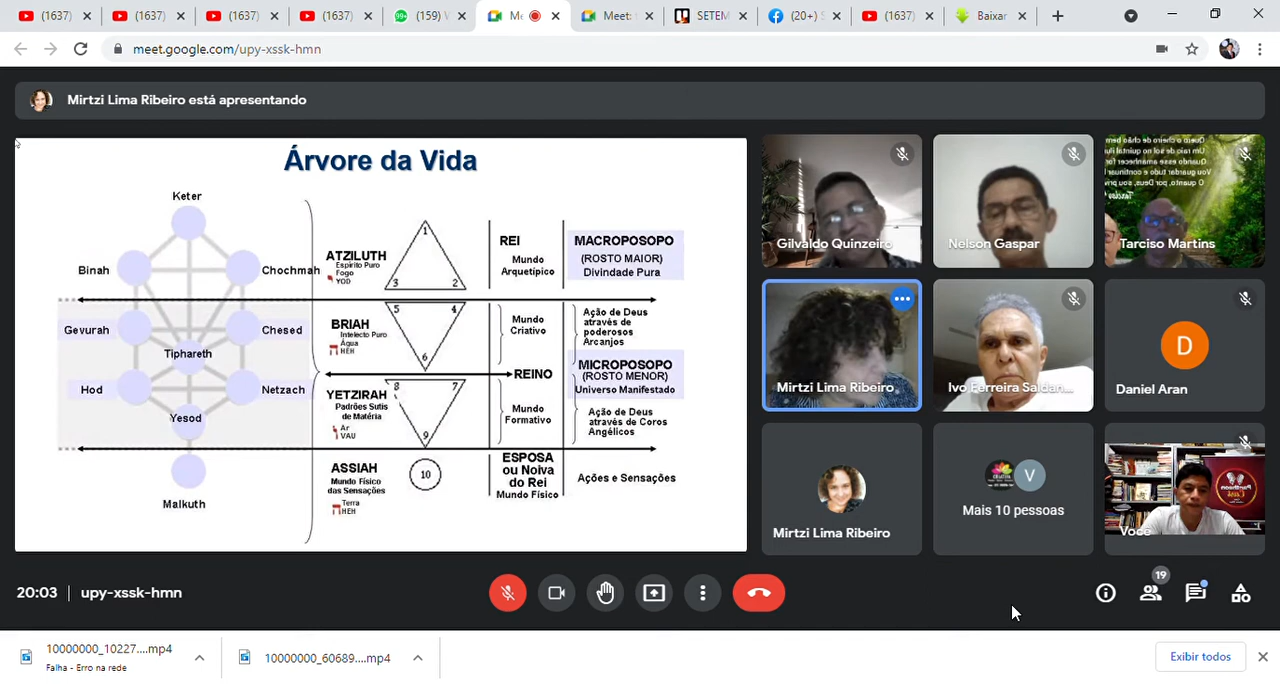 (1637)
(1637)
(1637)
(1637)
(159) V
Me
Meet:
SETEM
(20+) S
(1637)
Baixar
meet.google.com/upy-xssk-hmn
Mirtzi Lima Ribeiro está apresentando
Árvore da Vida
Keter
Binah
Chochmah
Gevurah
Chesed
Tiphareth
Hod
Netzach
Yesod
Malkuth
ATZILUTH
Espírito Puro
Fogo
YOD
1
3 2
REI
Mundo
Arquetípico
MACROPOSOPO
(ROSTO MAIOR)
Divindade Pura
BRIAH
Intelecto Puro
Água
HÉH
5 4
6
Mundo
Criativo
Ação de Deus
através de
poderosos
Arcanjos
REINO
MICROPOSOPO
(ROSTO MENOR)
Universo Manifestado
YETZIRAH
Padrões Sutis
de Matéria
Ar
VAU
8 7
9
Mundo
Formativo
Ação de Deus
através de Coros
Angélicos
ASSIAH
Mundo Físico
das Sensações
Terra
HEH
10
ESPOSA
ou Noiva
do Rei
Mundo Físico
Ações e Sensações
Gilvaldo Quinzeiro
Nelson Gaspar
Tarciso Martins
Mirtzi Lima Ribeiro
Ivo Ferreira Saldan...
D
Daniel Aran
Mirtzi Lima Ribeiro
V
Mais 10 pessoas
Você
20:03
upy-xssk-hmn
19
10000000_10227....mp4
Falha - Erro na rede
10000000_60689....mp4
Exibir todos